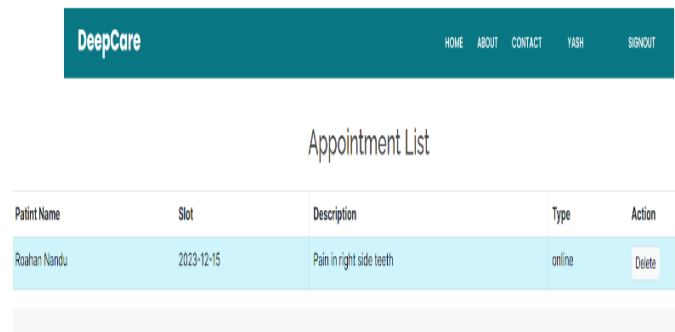 DeepCare HOME ABOUT CONTACT YASH SIGNOUT
Appointment List
Patint Name Slot Description Type Action
Roahan Nandu 2023-12-15 Pain in right side teeth online Delete